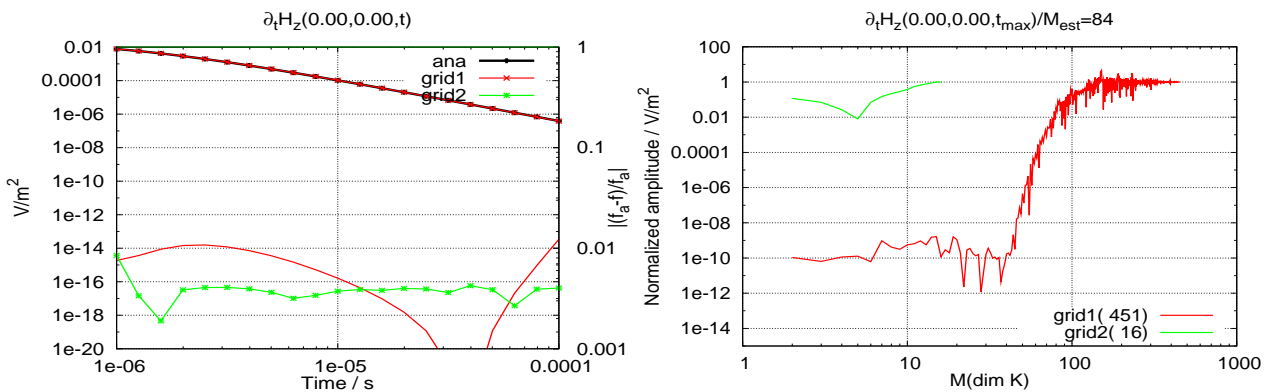 ∂tHz(0.00,0.00,t)
0.01
0.0001
1e-06
1e-08
1e-10
1e-12
1e-14
1e-16
1e-18
1e-20
V/m²
1
0.1
0.01
0.001
|(fa-f)/fa|
ana
grid1
grid2
1e-06
1e-05
0.0001
Time / s
∂tHz(0.00,0.00,tmax)/Mest=84
100
1
0.01
0.0001
1e-06
1e-08
1e-10
1e-12
1e-14
Normalized amplitude / V/m²
grid1( 451)
grid2( 16)
1
10
100
1000
M(dim K)